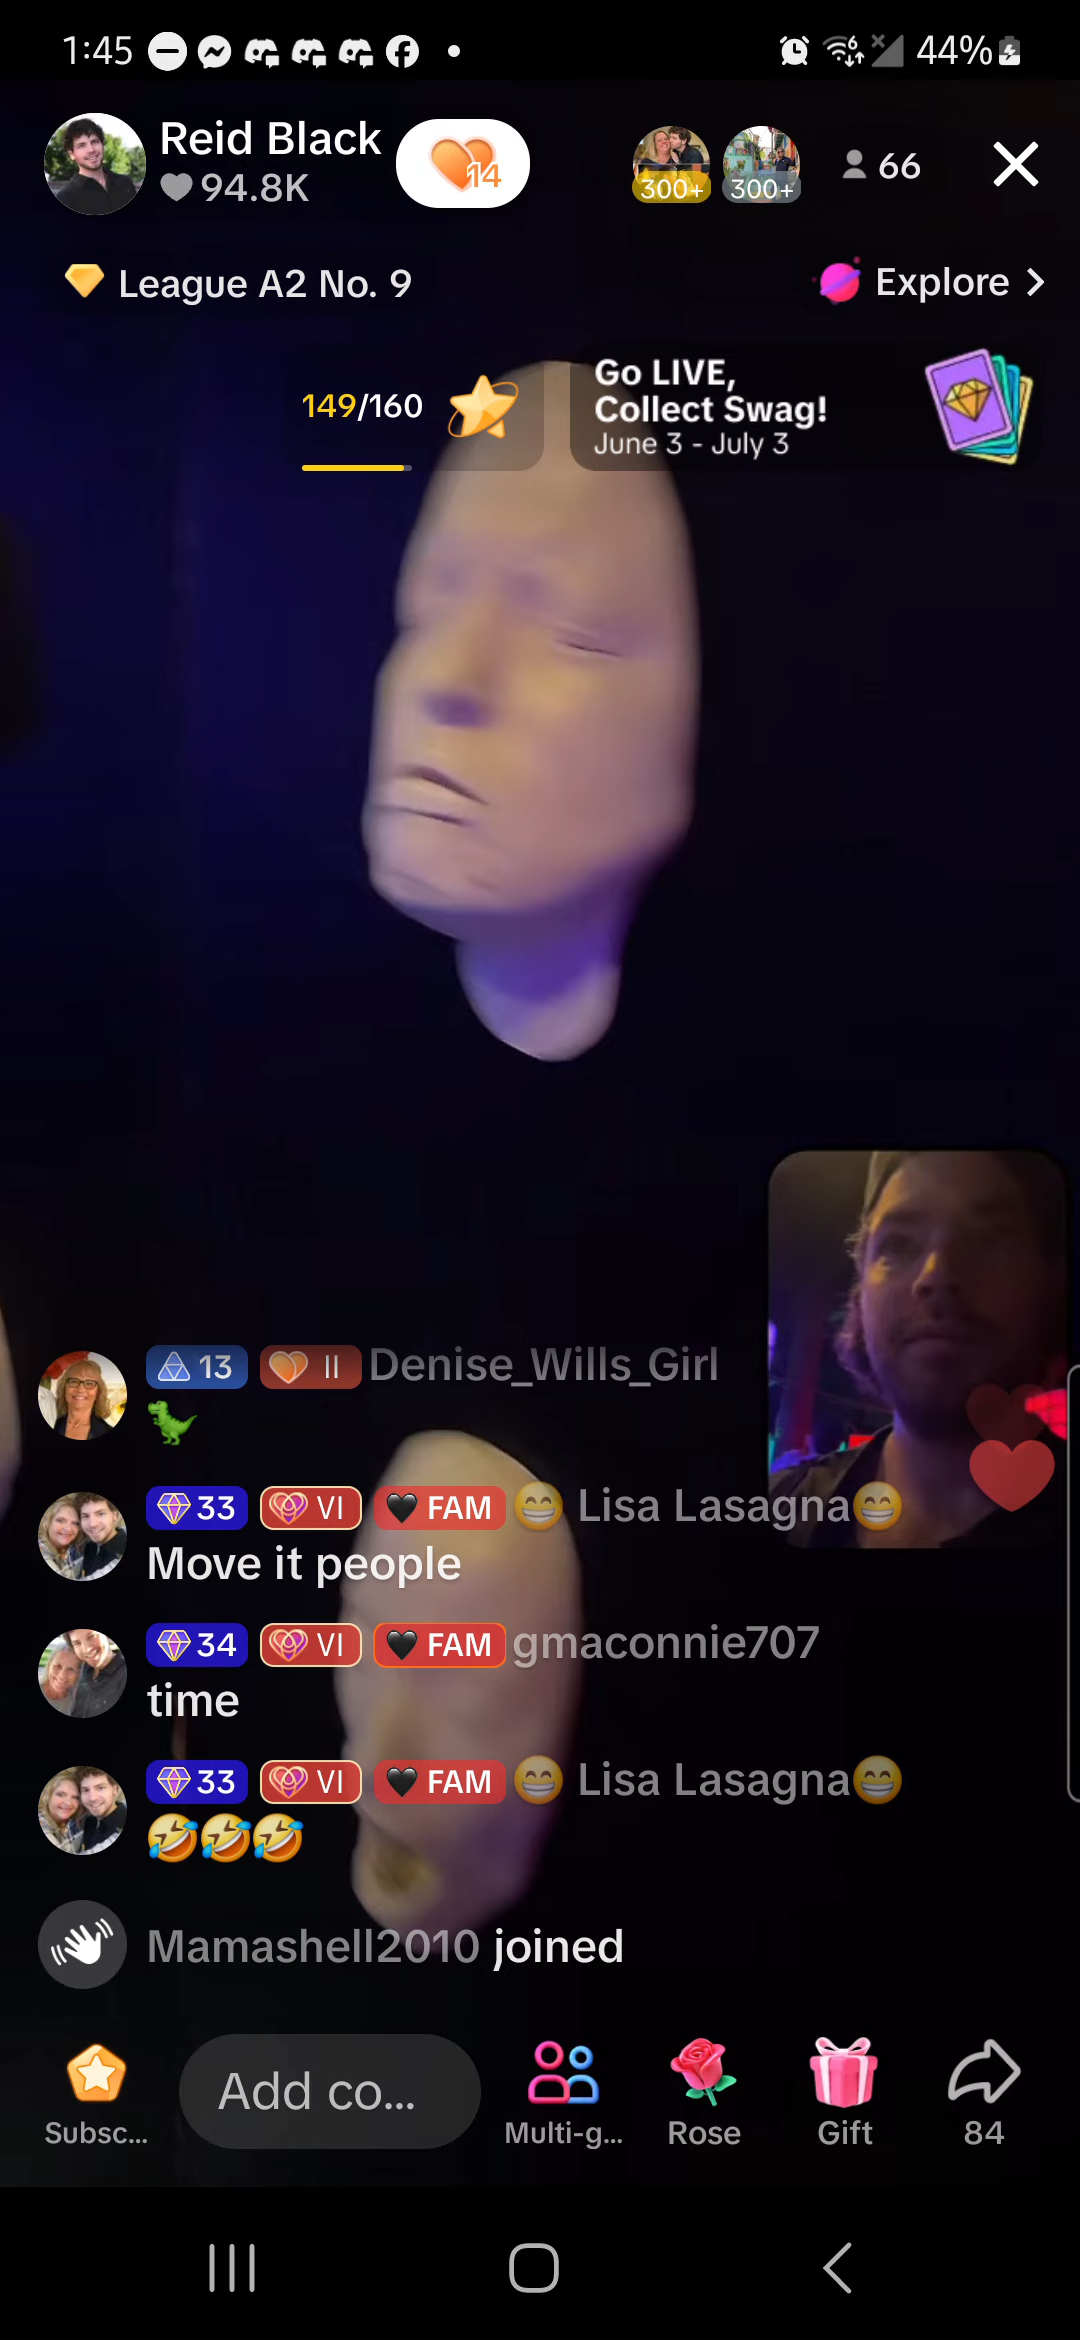 1:45 44%
Reid Black
94.8K
14
300+ 300+
66
League A2 No. 9
Explore
149/160
Go LIVE,
Collect Swag!
June 3 - July 3
13 II Denise_Wills_Girl
🦖
33 VI 🖤 FAM 😁 Lisa Lasagna😁
Move it people
34 VI 🖤 FAM gmaconnie707
time
33 VI 🖤 FAM 😁 Lisa Lasagna😁
🤣🤣🤣
Mamashell2010 joined
Add co...
Subsc... Multi-g... Rose Gift 84